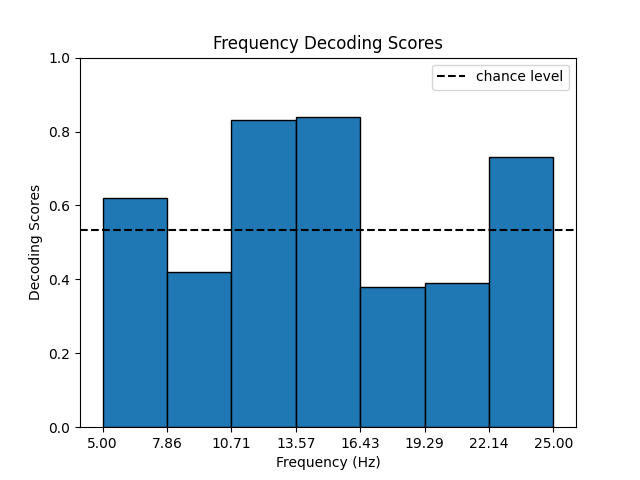 Frequency Decoding Scores
chance level
1.0
0.8
0.6
0.4
0.2
0.0
Decoding Scores
5.00 7.86 10.71 13.57 16.43 19.29 22.14 25.00
Frequency (Hz)